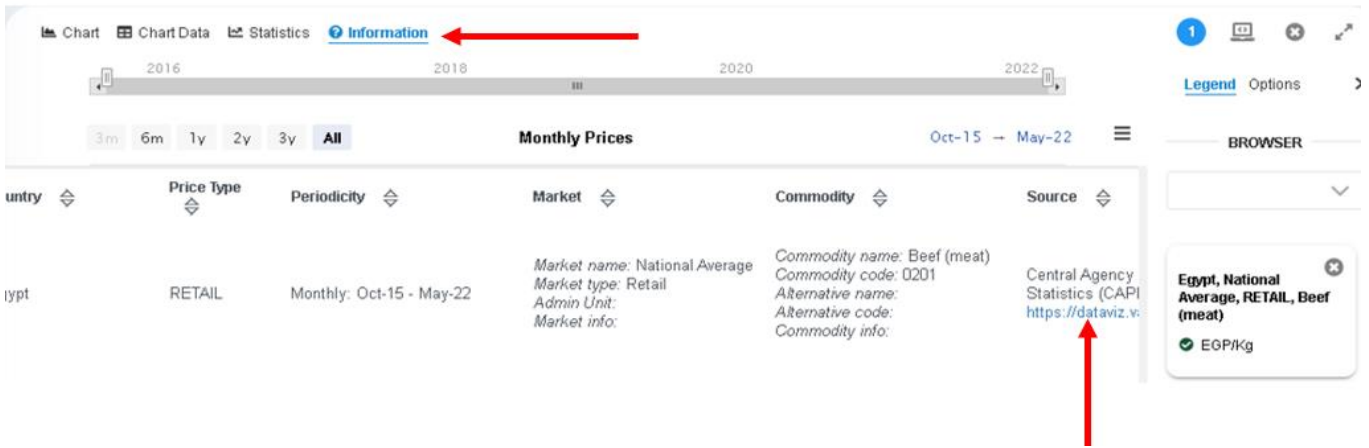 Chart Chart Data Statistics Information 1
2016 2018 2020 2022
Legend Options
3m 6m 1y 2y 3y All Monthly Prices Oct-15 → May-22
BROWSER
untry Price Type Periodicity Market Commodity Source
ypt RETAIL Monthly: Oct-15 - May-22
Market name: National Average
Market type: Retail
Admin Unit:
Market info:
Commodity name: Beef (meat)
Commodity code: 0201
Alternative name:
Alternative code:
Commodity info:
Central Agency
Statistics (CAP
https://dataviz.v
Egypt, National
Average, RETAIL, Beef
(meat)
EGP/Kg